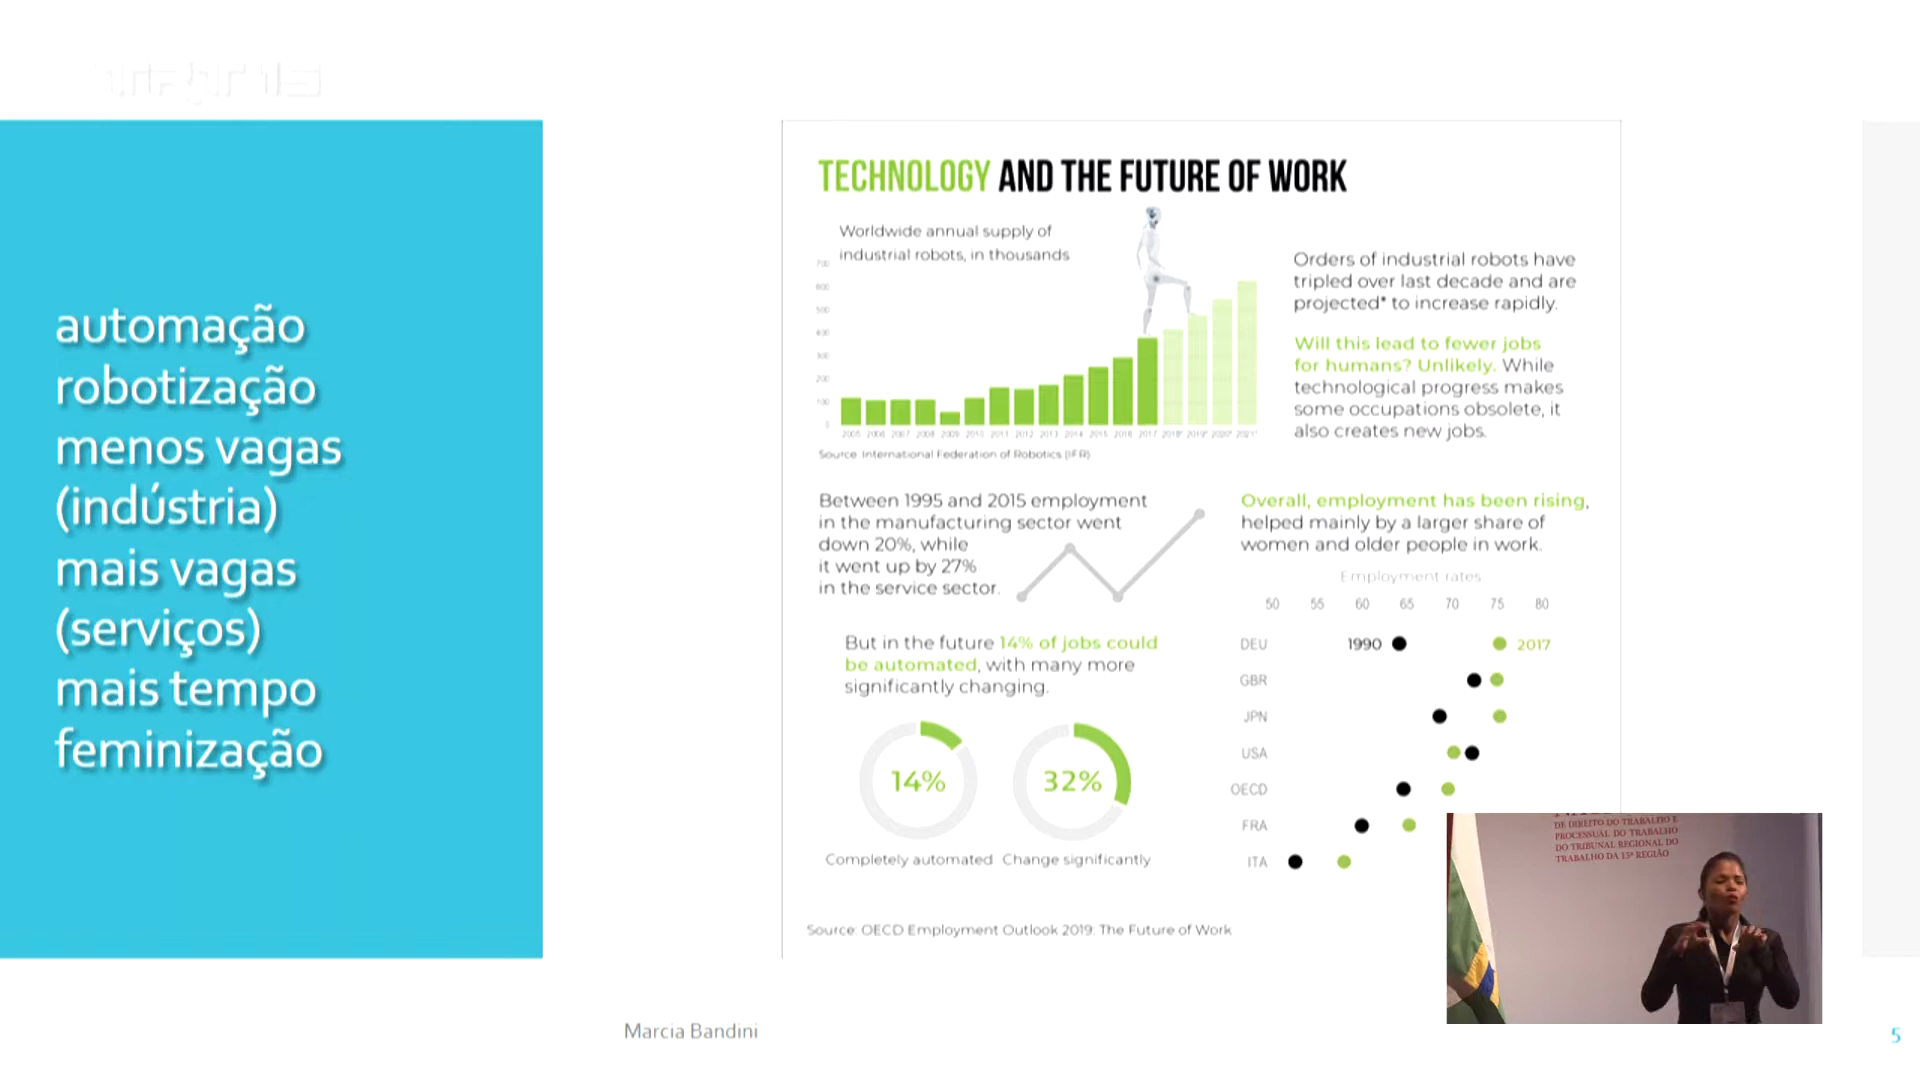 automação
robotização
menos vagas
(indústria)
mais vagas
(serviços)
mais tempo
feminização
TECHNOLOGY AND THE FUTURE OF WORK
Worldwide annual supply of
industrial robots, in thousands
700
600
500
400
300
200
100
0
2005 2006 2007 2008 2009 2010 2011 2012 2013 2014 2015 2016 2017 2018* 2019* 2020* 2021*
Source: International Federation of Robotics (IFR)
Orders of industrial robots have
tripled over last decade and are
projected* to increase rapidly.
Will this lead to fewer jobs
for humans? Unlikely. While
technological progress makes
some occupations obsolete, it
also creates new jobs.
Between 1995 and 2015 employment
in the manufacturing sector went
down 20%, while
it went up by 27%
in the service sector.
Overall, employment has been rising,
helped mainly by a larger share of
women and older people in work.
But in the future 14% of jobs could
be automated, with many more
significantly changing.
14%
Completely automated
32%
Change significantly
Employment rates
50 55 60 65 70 75 80
DEU 1990 2017
GBR
JPN
USA
OECD
FRA
ITA
Source: OECD Employment Outlook 2019: The Future of Work
DE DIREITO DO TRABALHO E
PROCESSUAL DO TRABALHO
DO TRIBUNAL REGIONAL DO
TRABALHO DA 15ª REGIÃO
Marcia Bandini
5